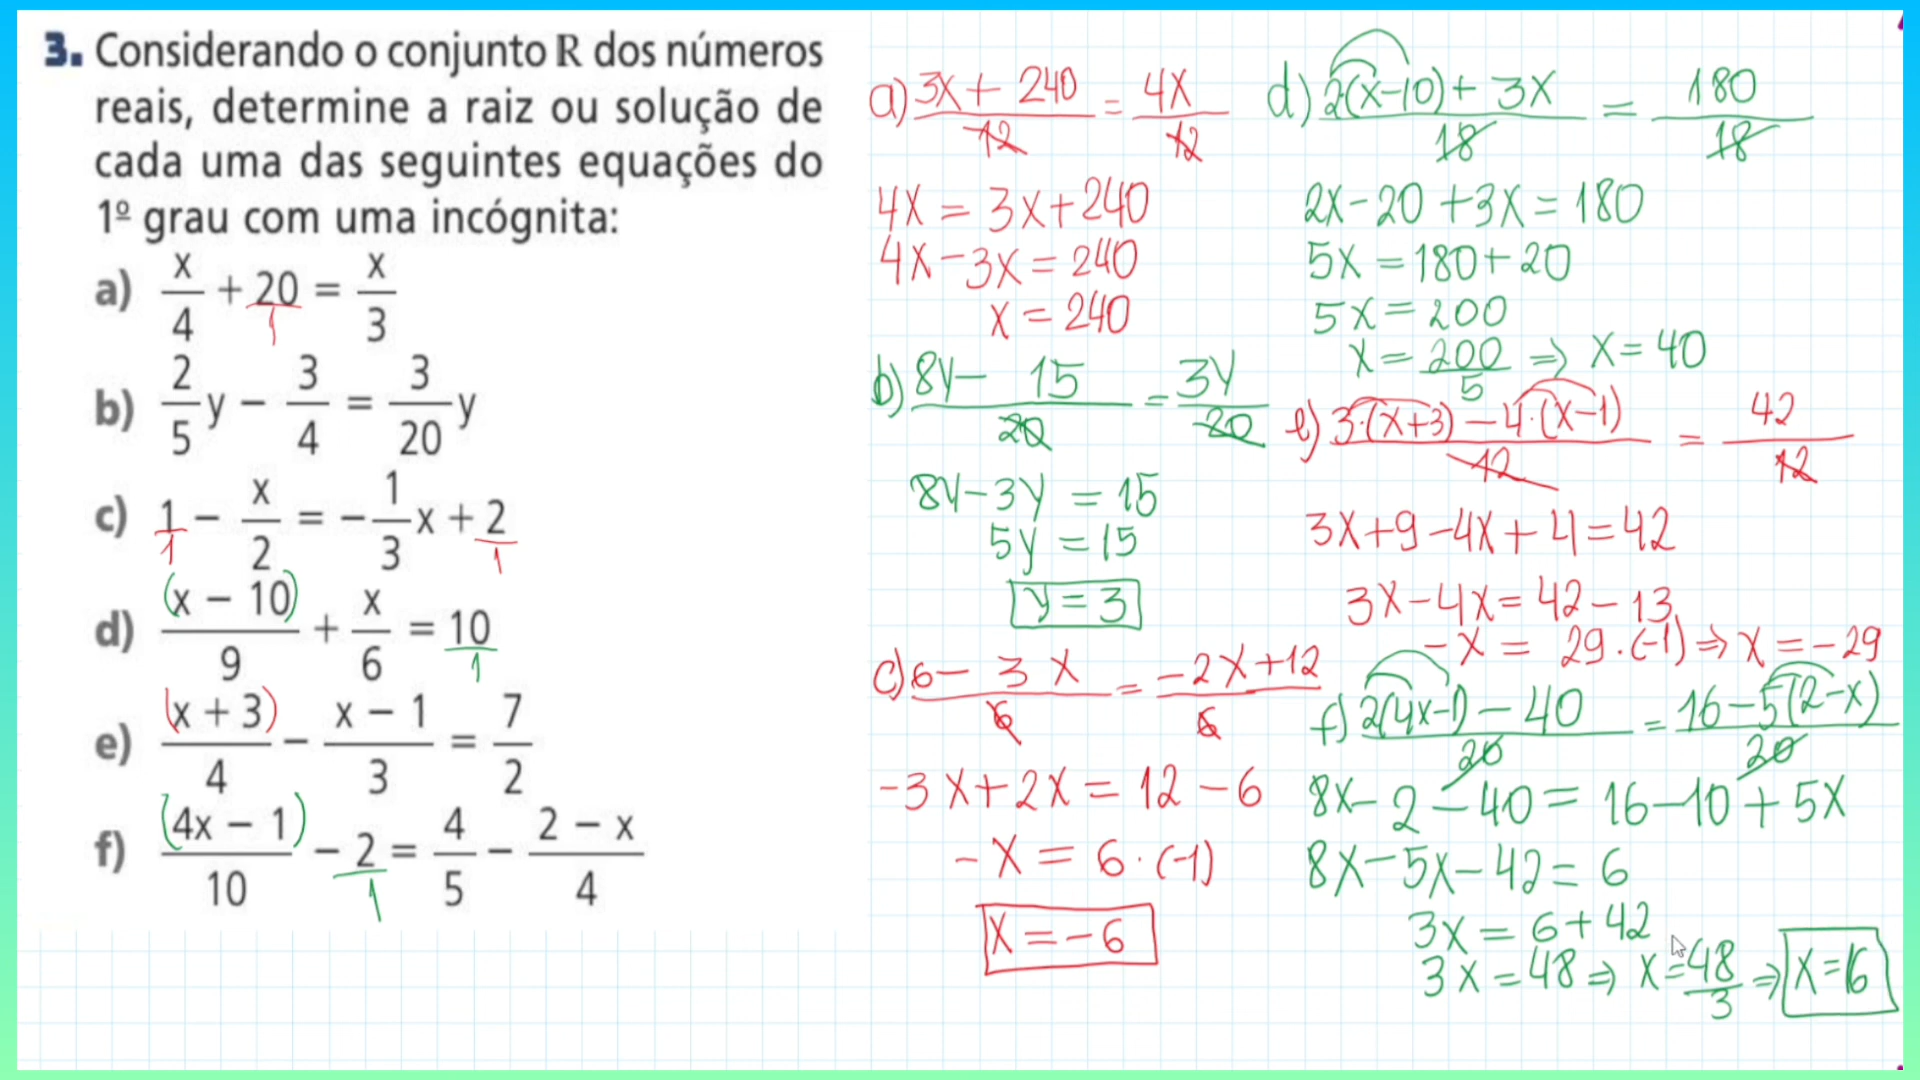 3. Considerando o conjunto ℝ dos números
reais, determine a raiz ou solução de
cada uma das seguintes equações do
1º grau com uma incógnita:
a) x/4 + 20/1 = x/3
b) 2/5 y − 3/4 = 3/20 y
c) 1/1 − x/2 = −1/3 x + 2/1
d) (x − 10)/9 + x/6 = 10/1
e) (x + 3)/4 − x − 1/3 = 7/2
f) (4x − 1)/10 − 2/1 = 4/5 − 2 − x/4
a) 3x + 240/12 = 4x/12
4x = 3x + 240
4x − 3x = 240
x = 240
b) 8y − 15/20 = 3y/20
8y − 3y = 15
5y = 15
y = 3
c) 6 − 3x/6 = −2x + 12/6
−3x + 2x = 12 − 6
−x = 6 · (−1)
x = −6
d) 2(x−10) + 3x/18 = 180/18
2x − 20 + 3x = 180
5x = 180 + 20
5x = 200
x = 200/5 ⇒ x = 40
e) 3·(x+3) − 4·(x−1)/12 = 42/12
3x + 9 − 4x + 4 = 42
3x − 4x = 42 − 13
−x = 29 · (−1) ⇒ x = −29
f) 2(4x−1) − 40/20 = 16 − 5(2−x)/20
8x − 2 − 40 = 16 − 10 + 5x
8x − 5x − 42 = 6
3x = 6 + 42
3x = 48 ⇒ x = 48/3 ⇒ x = 16